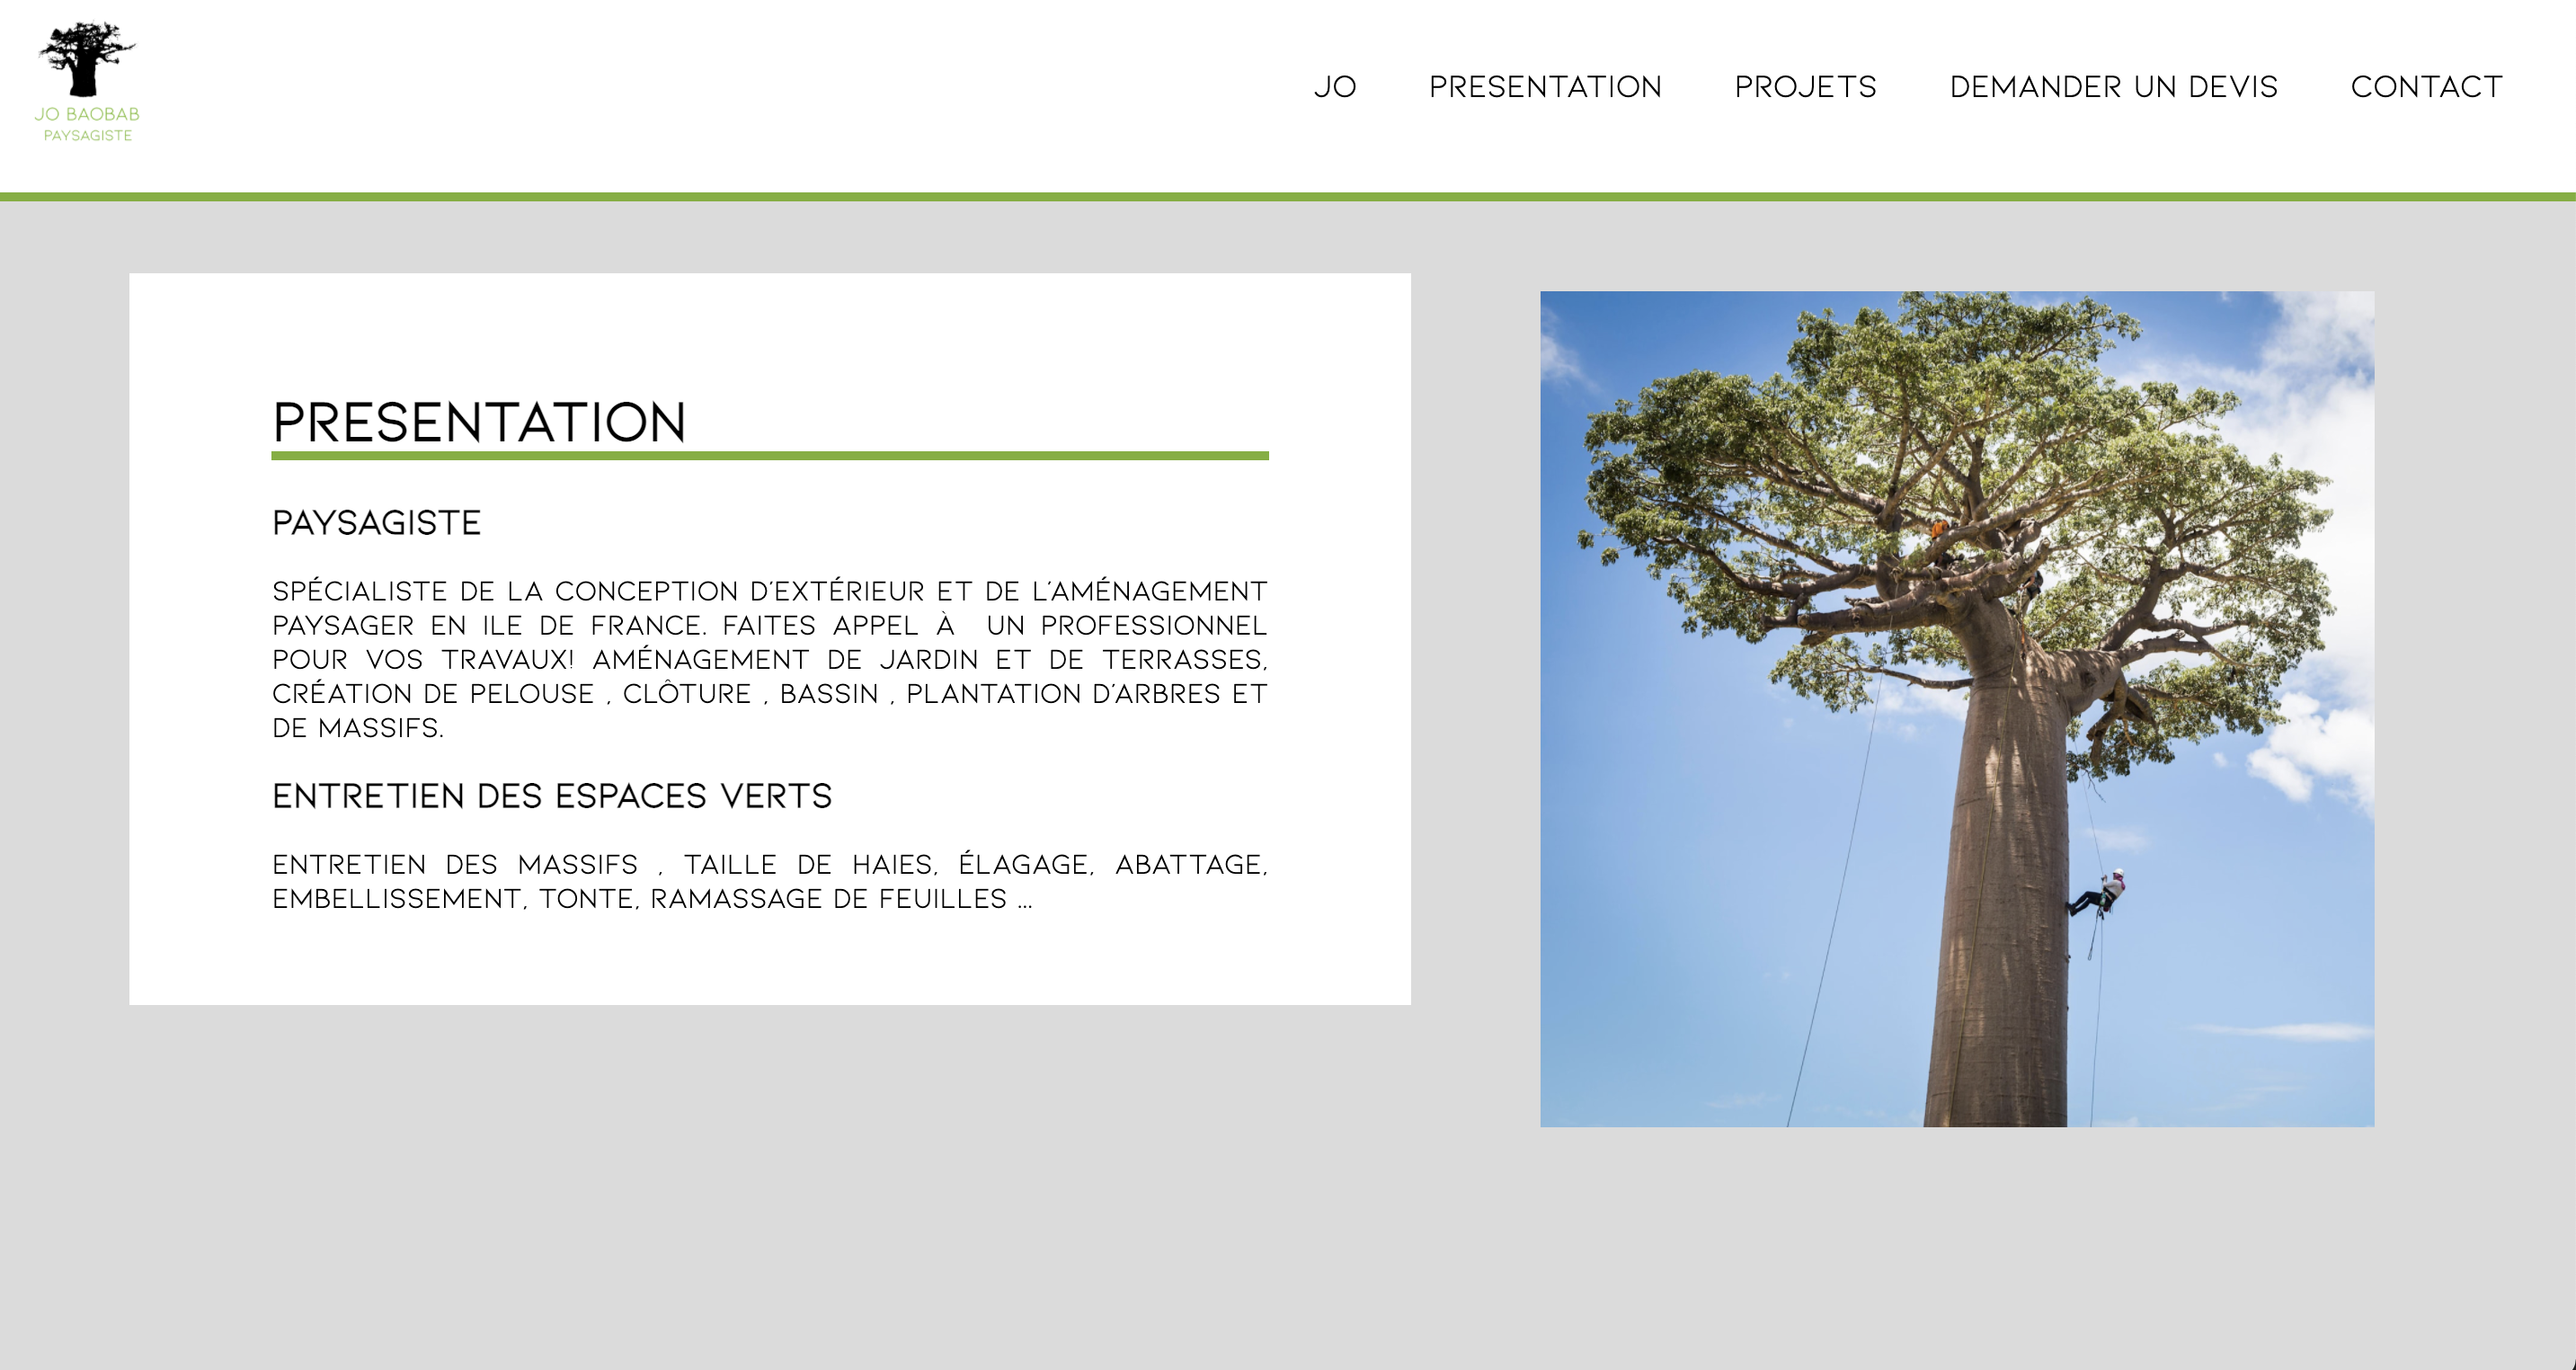 JO BAOBAB
PAYSAGISTE
JO PRESENTATION PROJETS DEMANDER UN DEVIS CONTACT
PRESENTATION
PAYSAGISTE
SPÉCIALISTE DE LA CONCEPTION D'EXTÉRIEUR ET DE L'AMÉNAGEMENT
PAYSAGER EN ILE DE FRANCE. FAITES APPEL À UN PROFESSIONNEL
POUR VOS TRAVAUX! AMÉNAGEMENT DE JARDIN ET DE TERRASSES,
CRÉATION DE PELOUSE , CLÔTURE , BASSIN , PLANTATION D'ARBRES ET
DE MASSIFS.
ENTRETIEN DES ESPACES VERTS
ENTRETIEN DES MASSIFS , TAILLE DE HAIES, ÉLAGAGE, ABATTAGE,
EMBELLISSEMENT, TONTE, RAMASSAGE DE FEUILLES ...